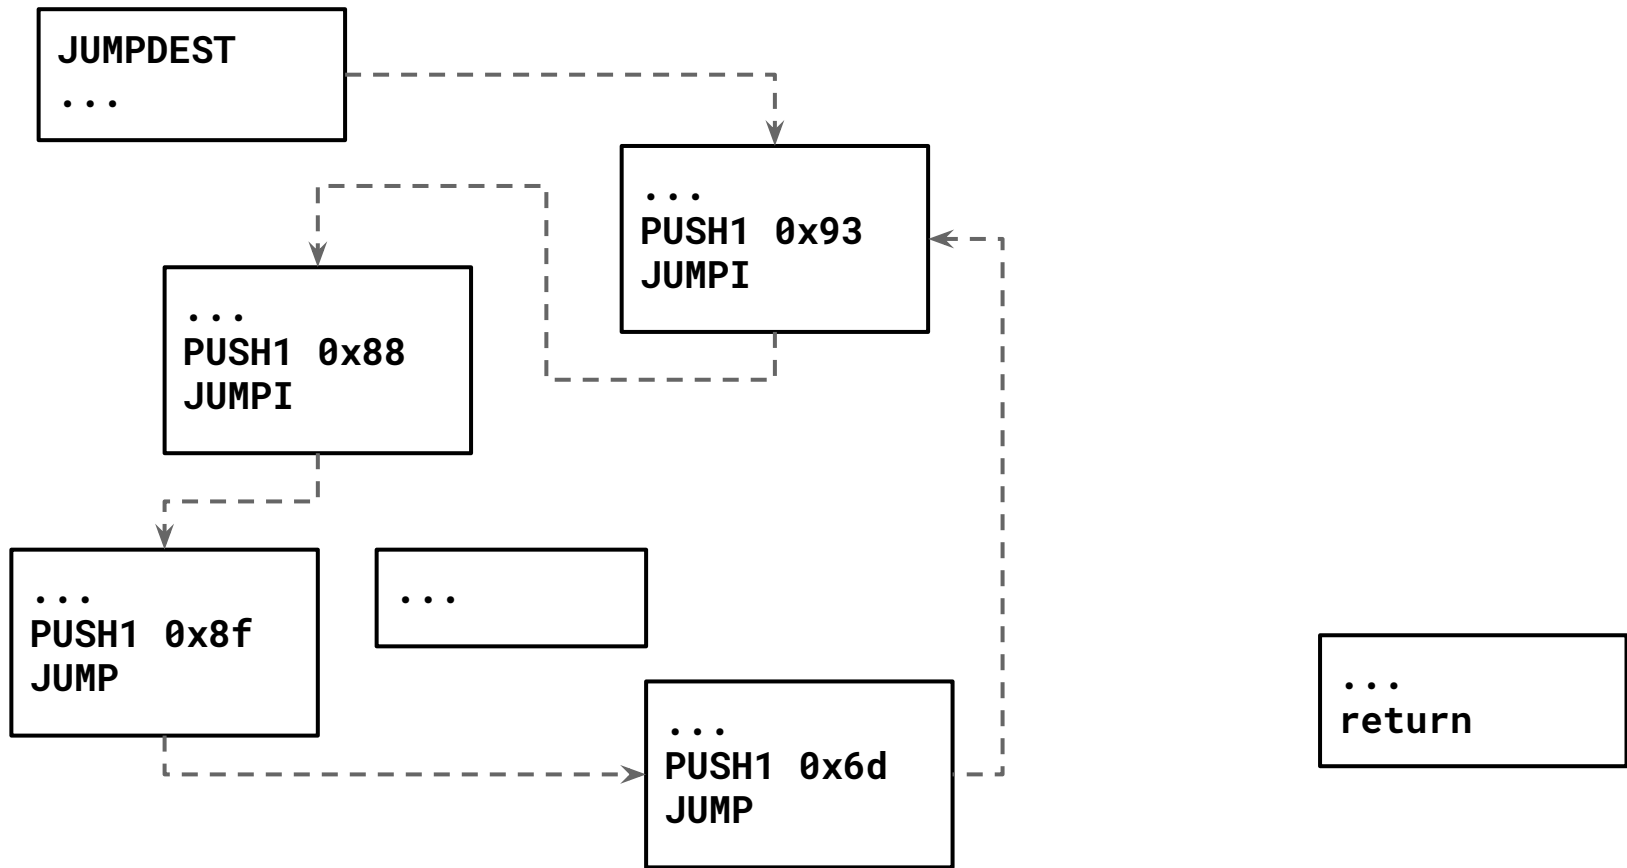 JUMPDEST
...
...
PUSH1 0x93
JUMPI
...
PUSH1 0x88
JUMPI
...
PUSH1 0x8f
JUMP
...
...
PUSH1 0x6d
JUMP
...
return